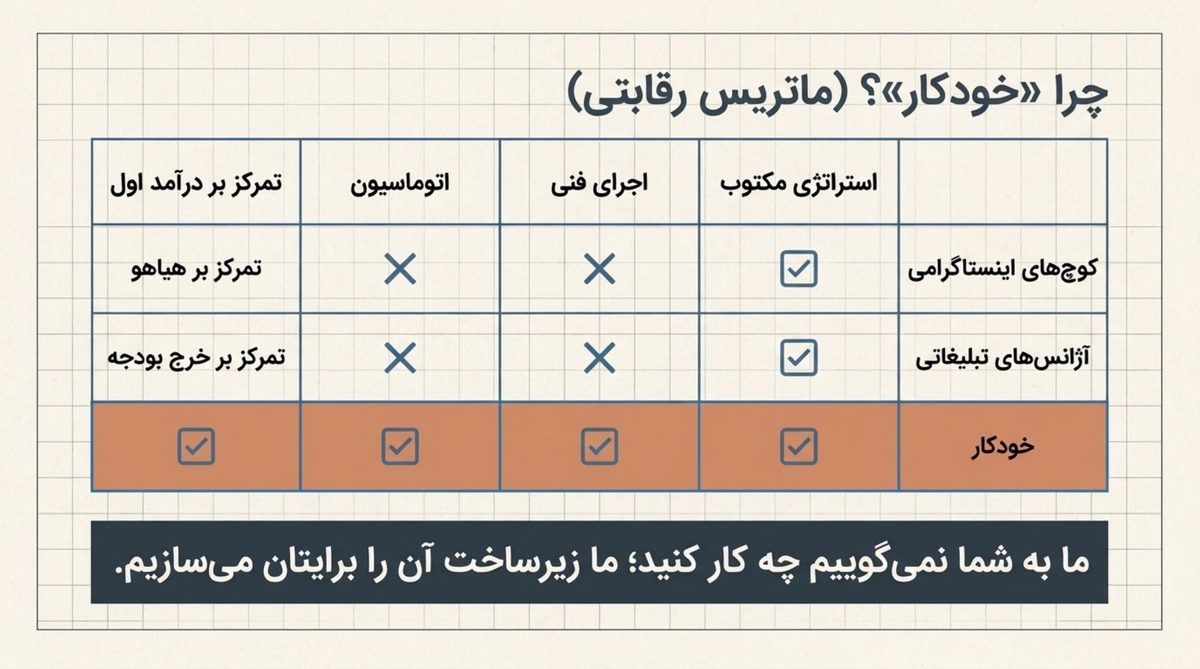 چرا «خودکار»؟ (ماتریس رقابتی)
استراتژی مکتوب اجرای فنی اتوماسیون تمرکز بر درآمد اول
کوچ‌های اینستاگرامی تمرکز بر هیاهو
آژانس‌های تبلیغاتی تمرکز بر خرج بودجه
خودکار
ما به شما نمی‌گوییم چه کار کنید؛ ما زیرساخت آن را برایتان می‌سازیم.